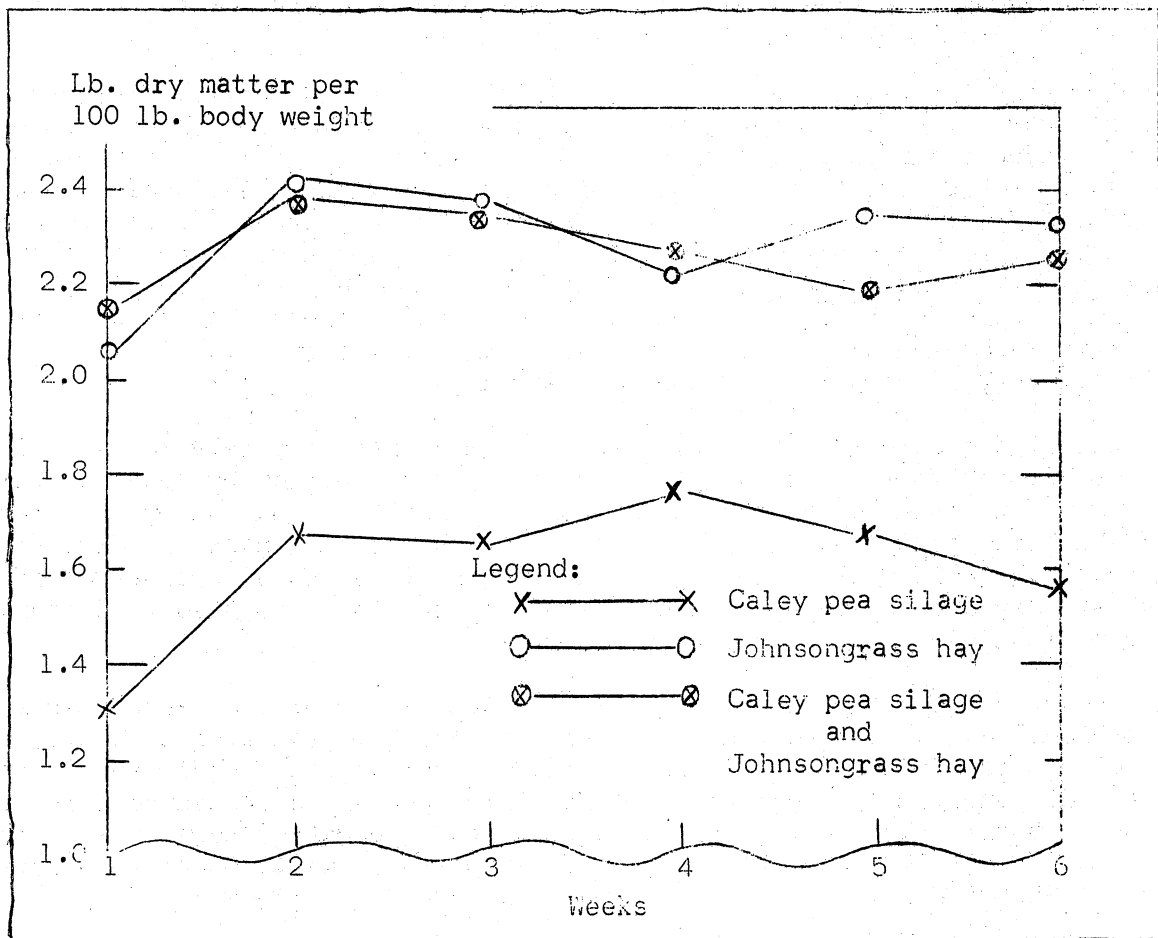 Lb. dry matter per
100 lb. body weight
2.4
2.2
2.0
1.8
1.6
1.4
1.2
1.0
Legend:
Caley pea silage
Johnsongrass hay
Caley pea silage
and
Johnsongrass hay
1 2 3 4 5 6
Weeks